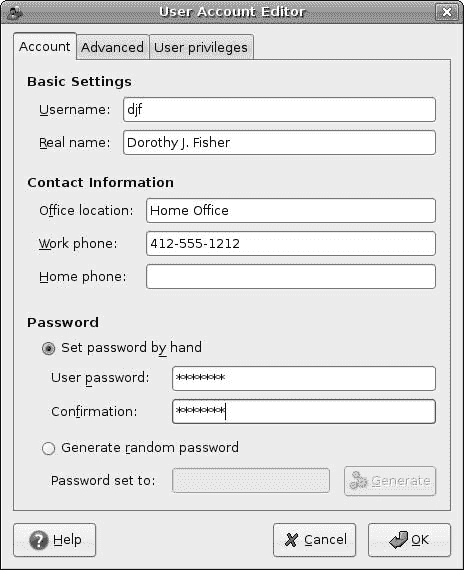 User Account Editor
Account Advanced User privileges
Basic Settings
Username: djf
Real name: Dorothy J. Fisher
Contact Information
Office location: Home Office
Work phone: 412-555-1212
Home phone:
Password
Set password by hand
User password: *******
Confirmation: *******
Generate random password
Password set to: Generate
Help Cancel OK